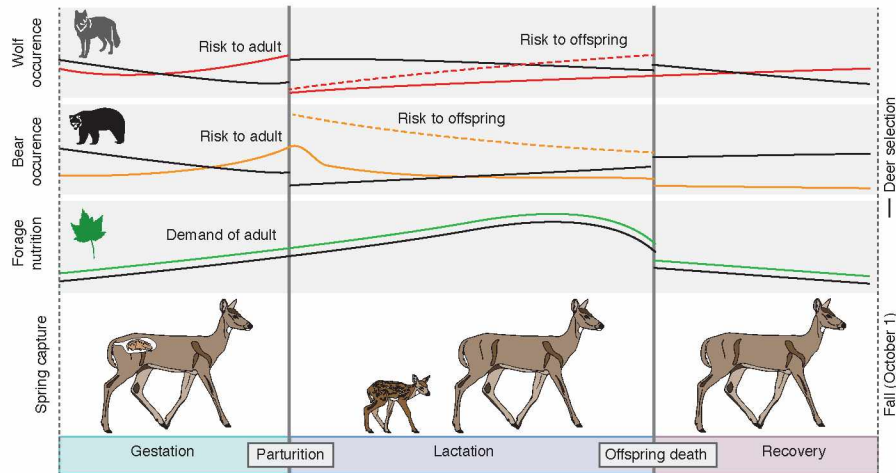 Wolf
occurence
Risk to adult
Risk to offspring
Bear
occurence
Risk to adult
Risk to offspring
Forage
nutrition
Demand of adult
Spring capture
Deer selection
Fall (October 1)
Gestation
Parturition
Lactation
Offspring death
Recovery